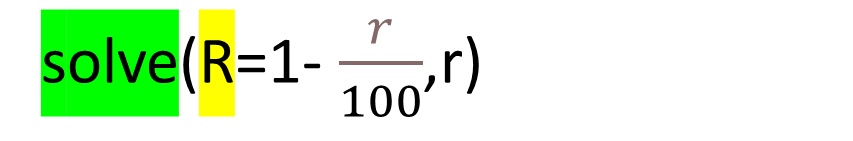 solve(R=1- r/100,r)